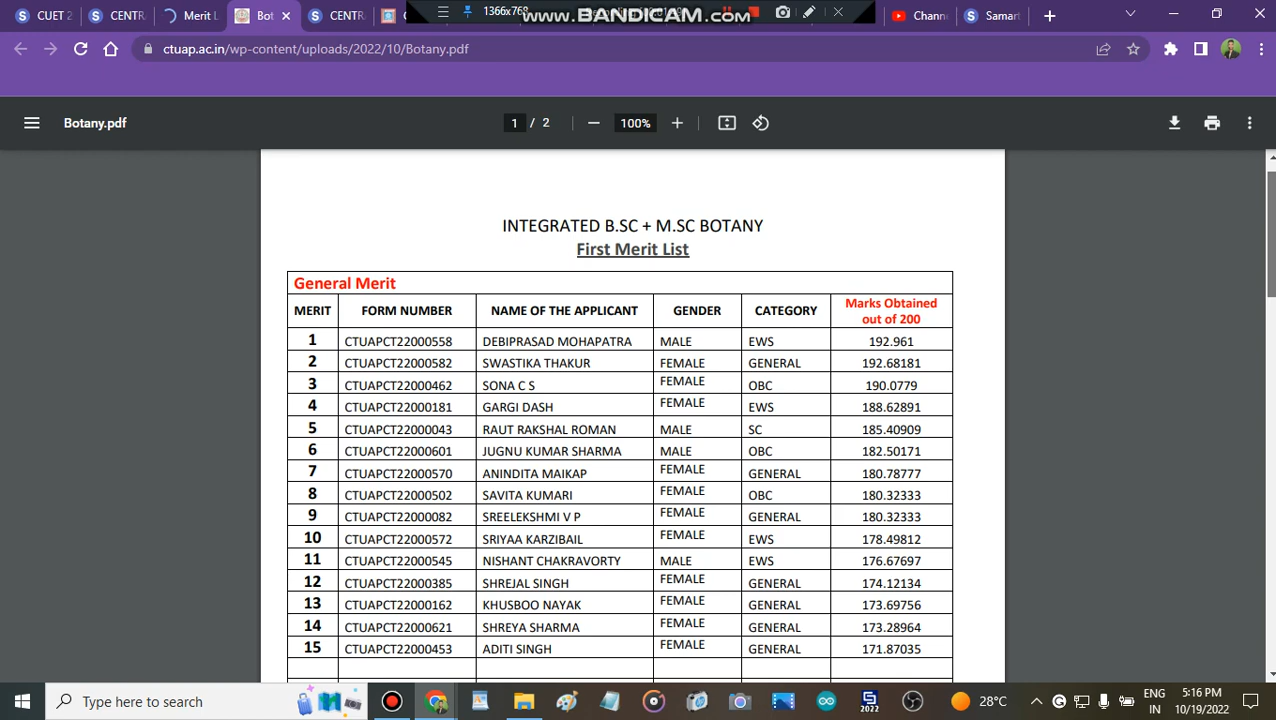 CUET 2
CENTR
Merit L
Bot
CENTRA
1366x768
www.BANDICAM.com
Chann
Samart
ctuap.ac.in/wp-content/uploads/2022/10/Botany.pdf
Botany.pdf
1 / 2
100%
INTEGRATED B.SC + M.SC BOTANY
First Merit List
General Merit
MERIT FORM NUMBER NAME OF THE APPLICANT GENDER CATEGORY Marks Obtained out of 200
1 CTUAPCT22000558 DEBIPRASAD MOHAPATRA MALE EWS 192.961
2 CTUAPCT22000582 SWASTIKA THAKUR FEMALE GENERAL 192.68181
3 CTUAPCT22000462 SONA C S FEMALE OBC 190.0779
4 CTUAPCT22000181 GARGI DASH FEMALE EWS 188.62891
5 CTUAPCT22000043 RAUT RAKSHAL ROMAN MALE SC 185.40909
6 CTUAPCT22000601 JUGNU KUMAR SHARMA MALE OBC 182.50171
7 CTUAPCT22000570 ANINDITA MAIKAP FEMALE GENERAL 180.78777
8 CTUAPCT22000502 SAVITA KUMARI FEMALE OBC 180.32333
9 CTUAPCT22000082 SREELEKSHMI V P FEMALE GENERAL 180.32333
10 CTUAPCT22000572 SRIYAA KARZIBAIL FEMALE EWS 178.49812
11 CTUAPCT22000545 NISHANT CHAKRAVORTY MALE EWS 176.67697
12 CTUAPCT22000385 SHREJAL SINGH FEMALE GENERAL 174.12134
13 CTUAPCT22000162 KHUSBOO NAYAK FEMALE GENERAL 173.69756
14 CTUAPCT22000621 SHREYA SHARMA FEMALE GENERAL 173.28964
15 CTUAPCT22000453 ADITI SINGH FEMALE GENERAL 171.87035
Type here to search
2022
28°C
ENG
IN
5:16 PM
10/19/2022